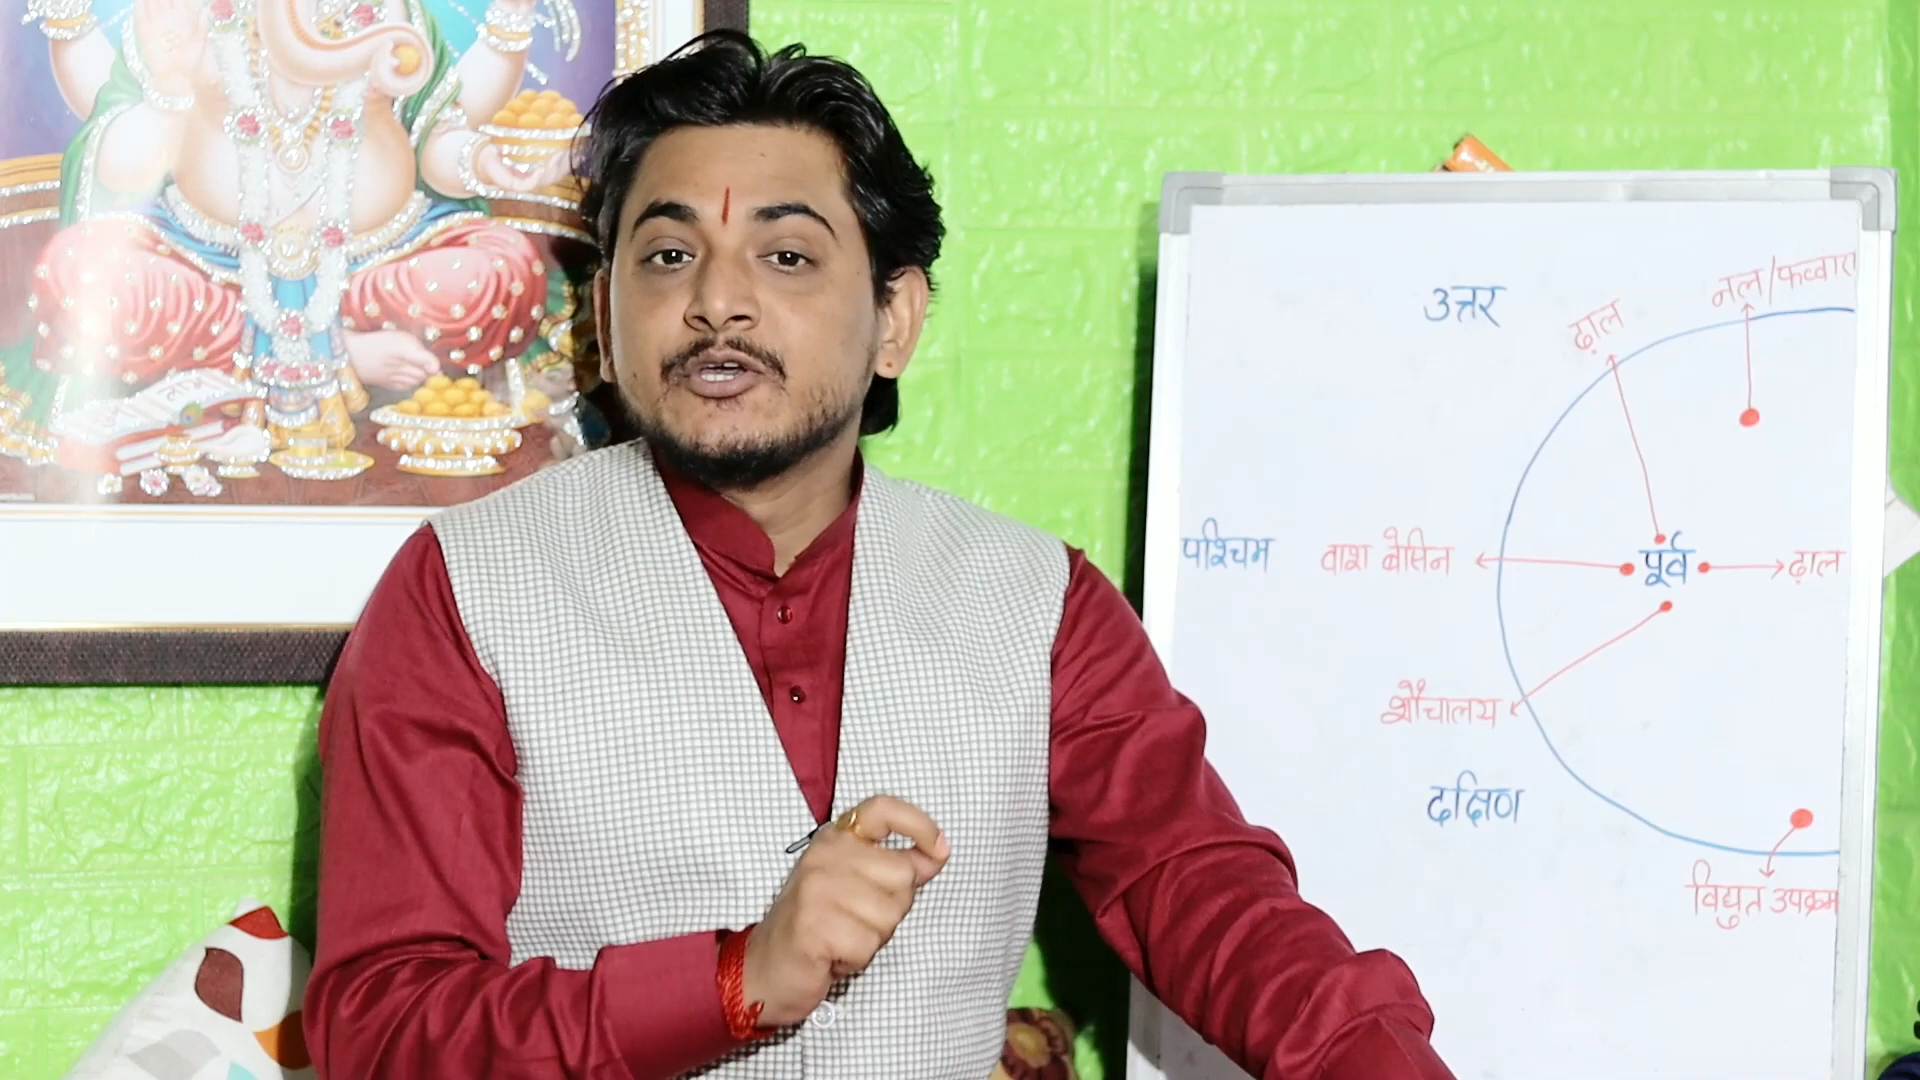 उत्तर
नल/फव्वारा
ढ़ाल
पश्चिम
वाश बेसिन
पूर्व
ढ़ाल
शौचालय
दक्षिण
विद्युत उपक्रम